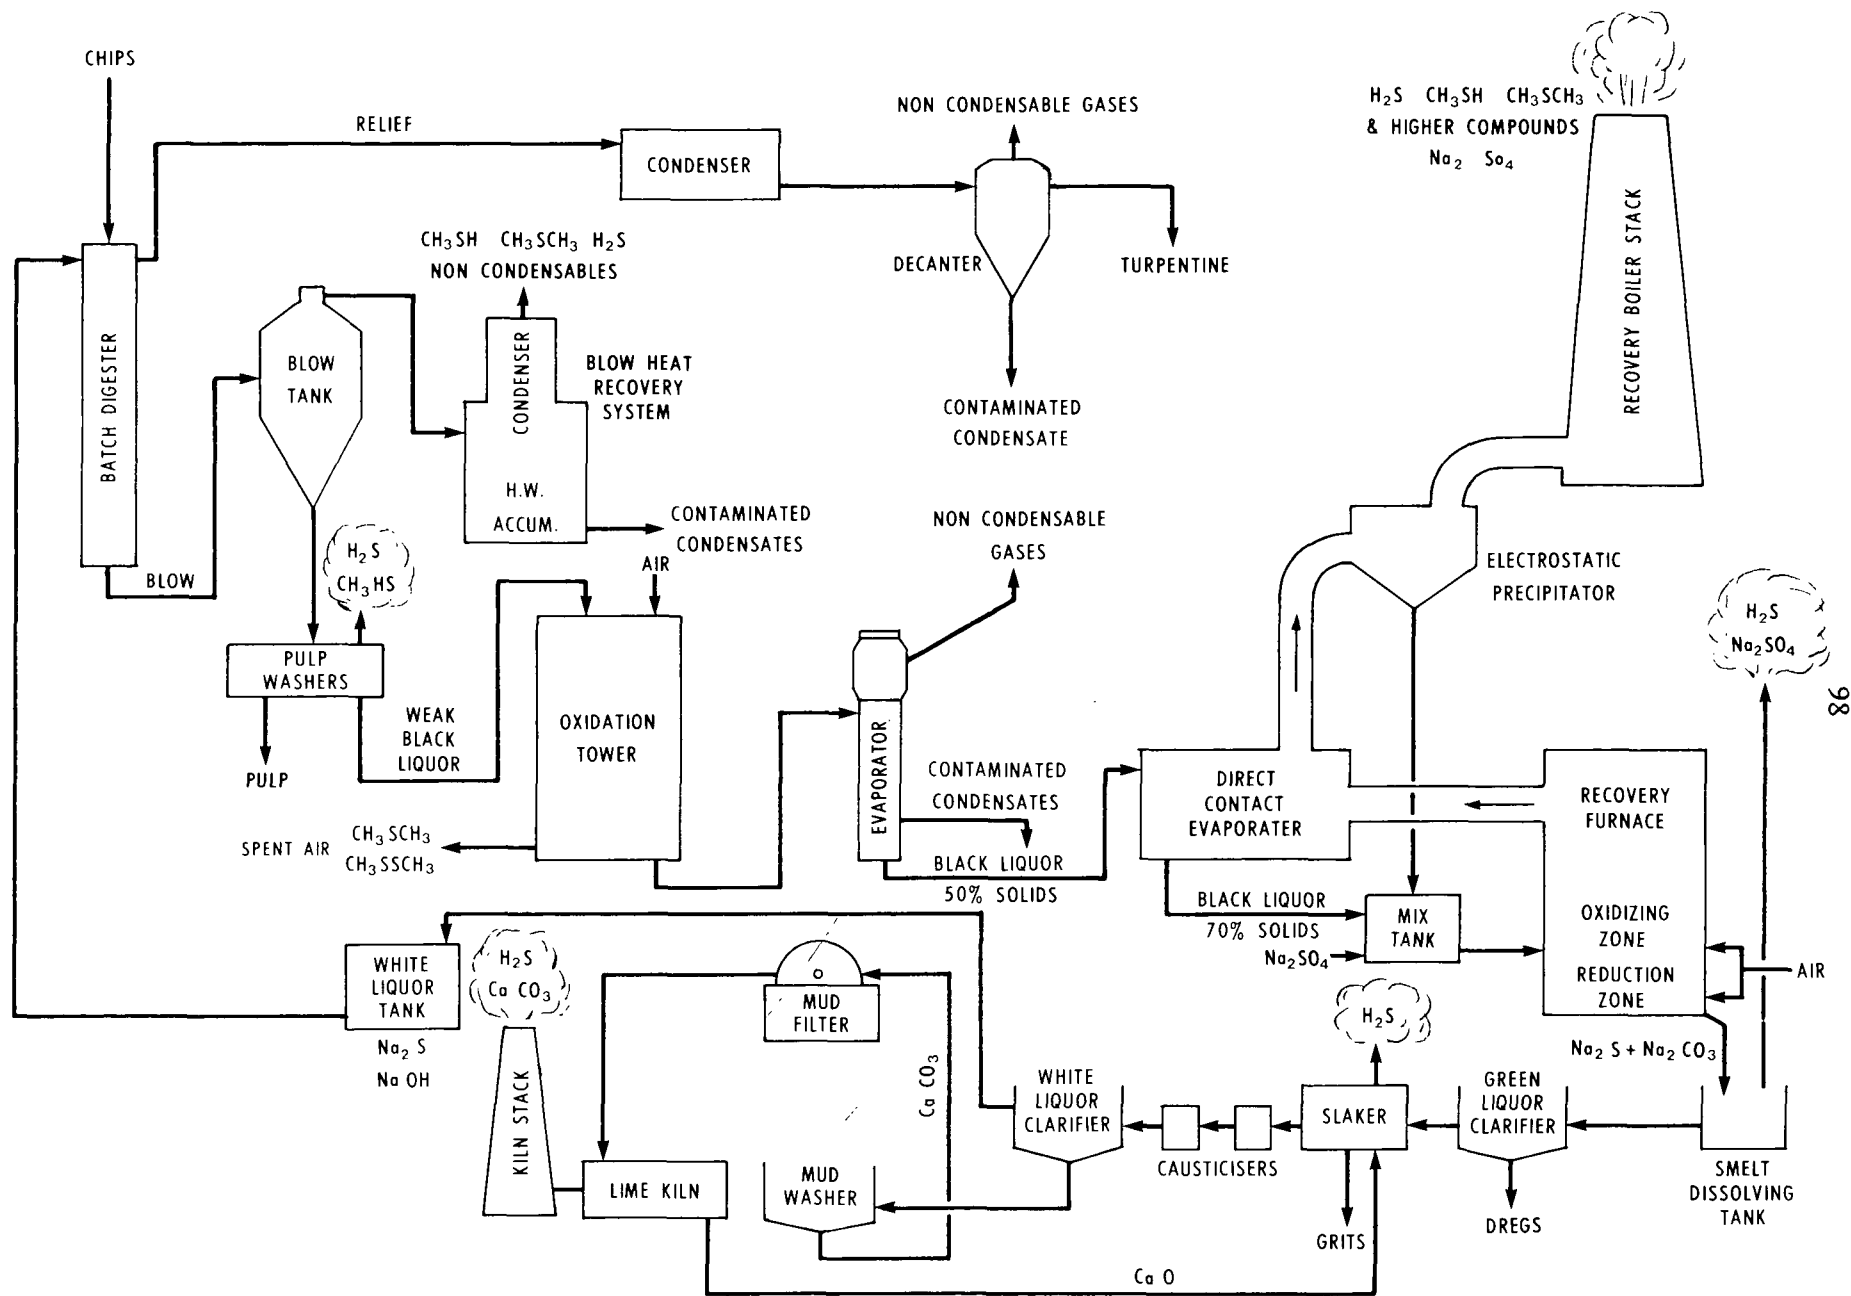 CHIPS
RELIEF
CONDENSER
NON CONDENSABLE GASES
DECANTER
TURPENTINE
CONTAMINATED
CONDENSATE
H₂S CH₃SH CH₃SCH₃
& HIGHER COMPOUNDS
Na₂ So₄
RECOVERY BOILER STACK
BATCH DIGESTER
BLOW
BLOW
TANK
CH₃SH CH₃SCH₃ H₂S
NON CONDENSABLES
CONDENSER
H.W.
ACCUM.
BLOW HEAT
RECOVERY
SYSTEM
CONTAMINATED
CONDENSATES
H₂S
CH₃HS
PULP
WASHERS
PULP
WEAK
BLACK
LIQUOR
AIR
OXIDATION
TOWER
SPENT AIR
CH₃SCH₃
CH₃SSCH₃
NON CONDENSABLE
GASES
EVAPORATOR
CONTAMINATED
CONDENSATES
BLACK LIQUOR
50% SOLIDS
ELECTROSTATIC
PRECIPITATOR
DIRECT
CONTACT
EVAPORATER
RECOVERY
FURNACE
OXIDIZING
ZONE
REDUCTION
ZONE
AIR
H₂S
Na₂SO₄
98
BLACK LIQUOR
70% SOLIDS
Na₂SO₄
MIX
TANK
Na₂ S + Na₂ CO₃
SMELT
DISSOLVING
TANK
GREEN
LIQUOR
CLARIFIER
DREGS
H₂S
SLAKER
GRITS
CAUSTICISERS
WHITE
LIQUOR
CLARIFIER
MUD
WASHER
Ca CO₃
MUD
FILTER
WHITE
LIQUOR
TANK
Na₂ S
Na OH
H₂S
Ca CO₃
KILN STACK
LIME KILN
Ca O